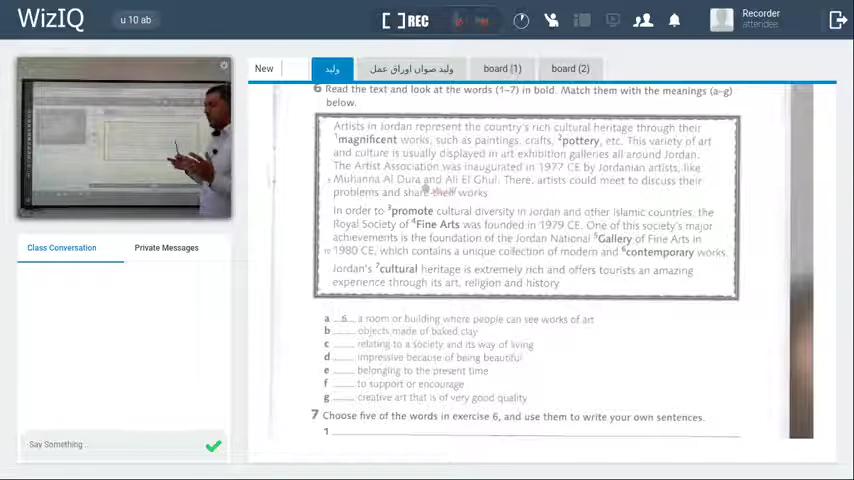 WizIQ
u 10 ab
[ ] REC
Recorder
attendee
New
وليد
وليد صوان اوراق عمل
board (1)
board (2)
6 Read the text and look at the words (1–7) in bold. Match them with the meanings (a–g)
below.
Artists in Jordan represent the country's rich cultural heritage through their
1magnificent works, such as paintings, crafts, 2pottery, etc. This variety of art
and culture is usually displayed in art exhibition galleries all around Jordan.
The Artist Association was inaugurated in 1977 CE by Jordanian artists, like
5 Muhanna Al Dura and Ali El Ghul. There, artists could meet to discuss their
problems and share their works
In order to 3promote cultural diversity in Jordan and other Islamic countries, the
Royal Society of 4Fine Arts was founded in 1979 CE. One of this society's major
achievements is the foundation of the Jordan National 5Gallery of Fine Arts in
10 1980 CE, which contains a unique collection of modern and 6contemporary works.
Jordan's 7cultural heritage is extremely rich and offers tourists an amazing
experience through its art, religion and history
a 5 a room or building where people can see works of art
b ____ objects made of baked clay
c ____ relating to a society and its way of living
d ____ impressive because of being beautiful
e ____ belonging to the present time
f ____ to support or encourage
g ____ creative art that is of very good quality
7 Choose five of the words in exercise 6, and use them to write your own sentences.
1
Class Conversation
Private Messages
Say Something...